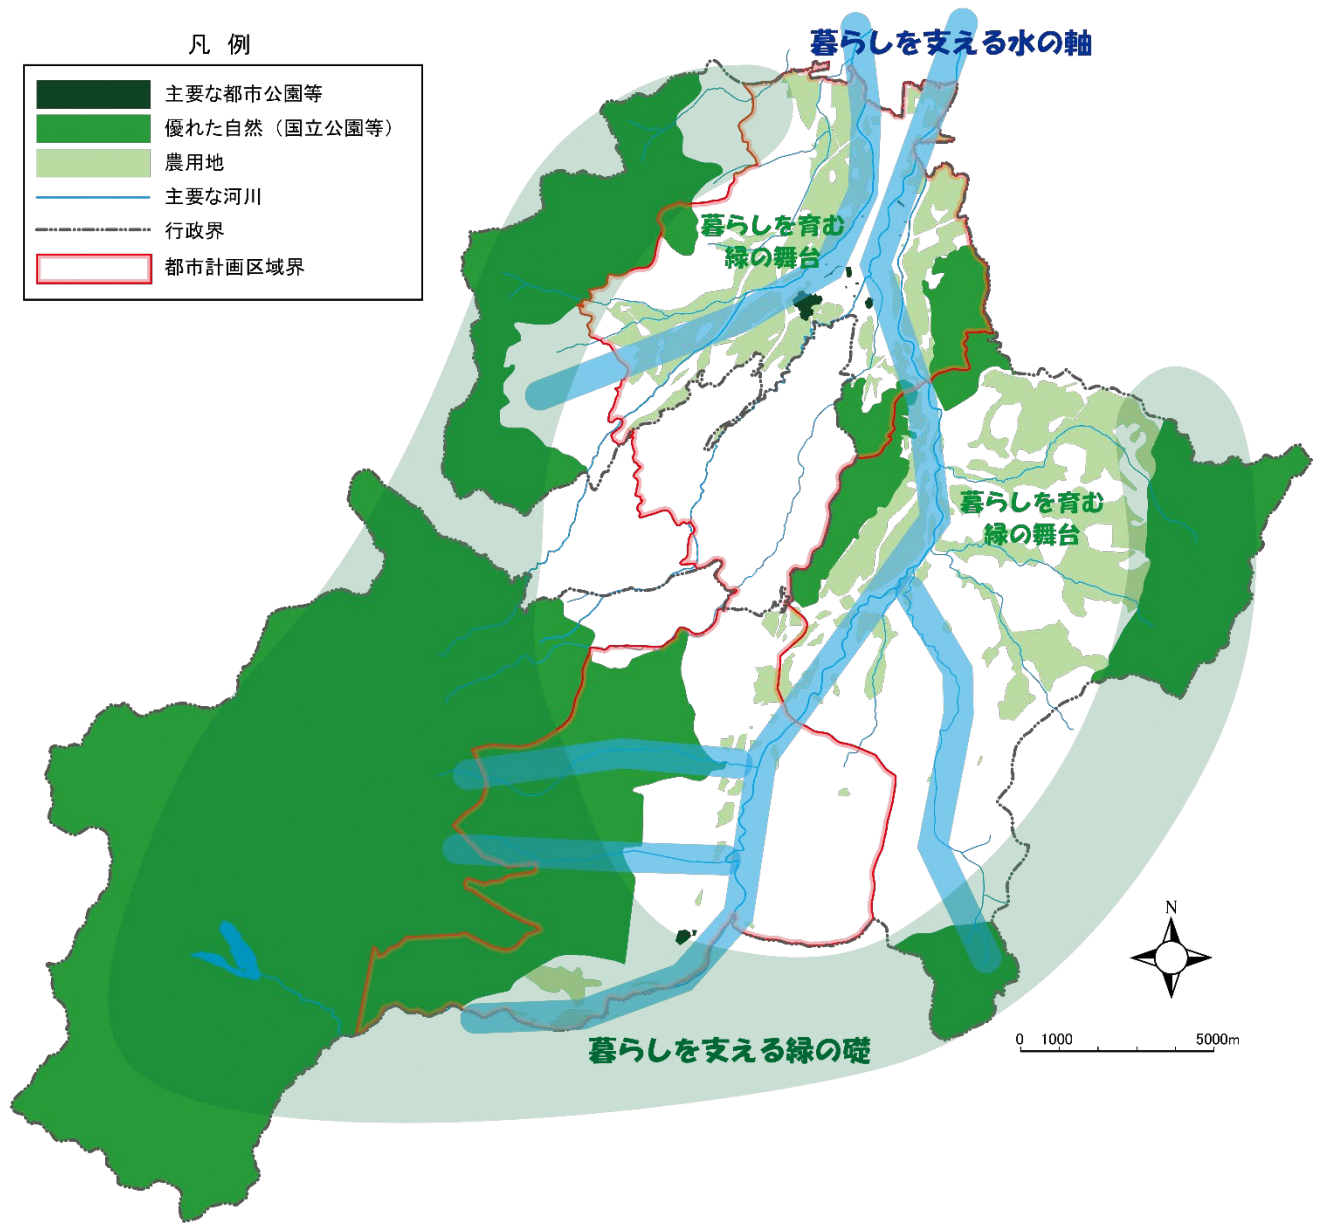 凡 例
主要な都市公園等
優れた自然（国立公園等）
農用地
主要な河川
行政界
都市計画区域界
暮らしを支える水の軸
暮らしを育む
緑の舞台
暮らしを育む
緑の舞台
暮らしを支える緑の礎
N
0 1000 5000m